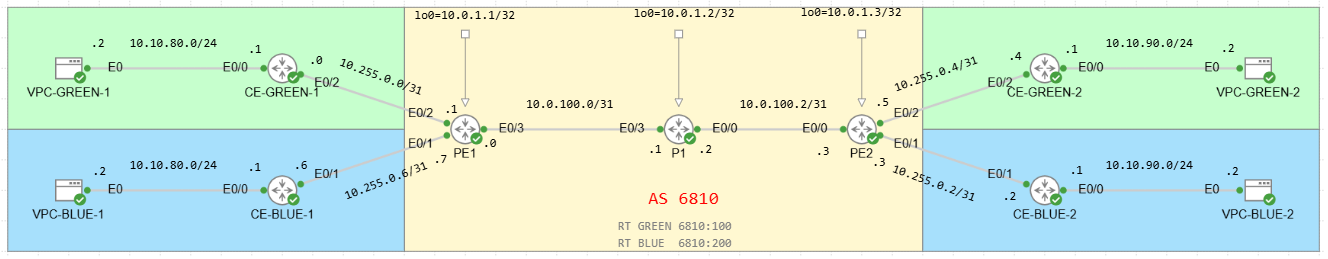 lo0=10.0.1.1/32
lo0=10.0.1.2/32
lo0=10.0.1.3/32
.2
10.10.80.0/24
.1
E0
E0/0
.0
E0/2
VPC-GREEN-1
CE-GREEN-1
10.255.0.0/31
E0/2
.1
10.0.100.0/31
E0/3
E0/3
.0
PE1
P1
.1
.2
10.0.100.2/31
E0/0
E0/0
.3
PE2
.5
E0/2
10.255.0.4/31
.4
E0/2
.1
10.10.90.0/24
.2
E0/0
E0
CE-GREEN-2
VPC-GREEN-2
.2
10.10.80.0/24
.1
.6
E0
E0/0
E0/1
VPC-BLUE-1
CE-BLUE-1
10.255.0.6/31
.7
E0/1
E0/1
.3
10.255.0.2/31
E0/1
.2
.1
10.10.90.0/24
.2
E0/0
E0
CE-BLUE-2
VPC-BLUE-2
AS 6810
RT GREEN 6810:100
RT BLUE 6810:200